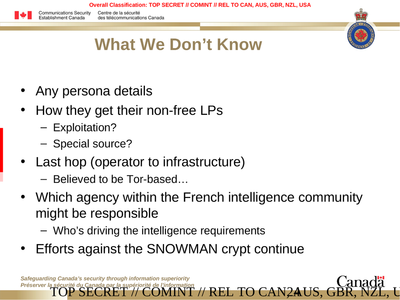 Overall Classification: TOP SECRET // COMINT // REL TO CAN, AUS, GBR, NZL, USA
Communications Security Centre de la sécurité
Establishment Canada des télécommunications Canada
What We Don't Know
• Any persona details
• How they get their non-free LPs
– Exploitation?
– Special source?
• Last hop (operator to infrastructure)
– Believed to be Tor-based…
• Which agency within the French intelligence community
might be responsible
– Who's driving the intelligence requirements
• Efforts against the SNOWMAN crypt continue
Safeguarding Canada's security through information superiority
Préserver la sécurité du Canada par la supériorité de l'information
Canada
TOP SECRET // COMINT // REL TO CAN, AUS, GBR, NZL, U